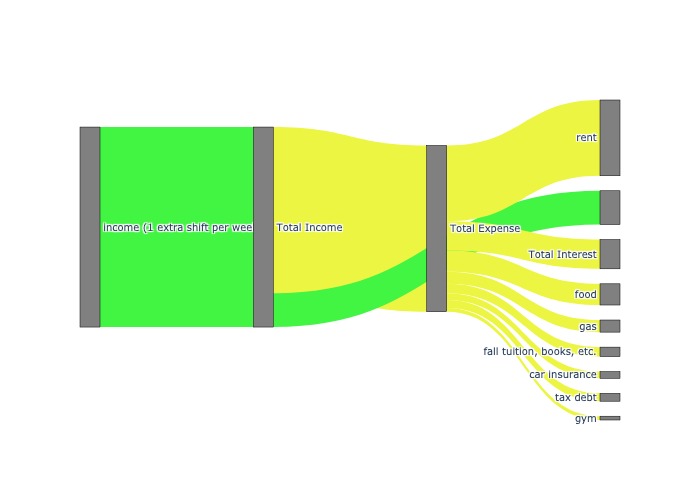 income (1 extra shift per wee
Total Income
Total Expense
rent
Total Interest
food
gas
fall tuition, books, etc.
car insurance
tax debt
gym